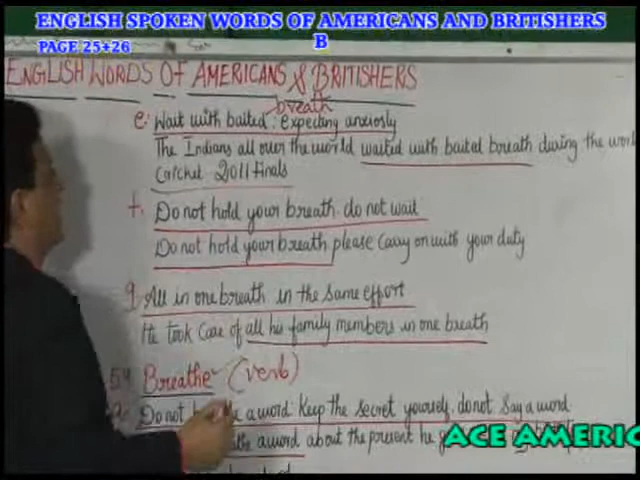 ENGLISH SPOKEN WORDS OF AMERICANS AND BRITISHERS
PAGE 25+26
B
ENGLISH WORDS OF AMERICANS & BRITISHERS
breath
e. Wait with baited : expecting anxiosly
The Indians all over the world waited with baited breath during the worl
Cricket 2011 Finals
f. Do not hold your breath do not wait
Do not hold your breath please carry on with your duty
g All in one breath in the same effort
He took care of all his family members in one breath
54 Breathe (verb)
Do not a word Keep the secret yourself, do not say a word
a word about the present he
ACE AMERIC